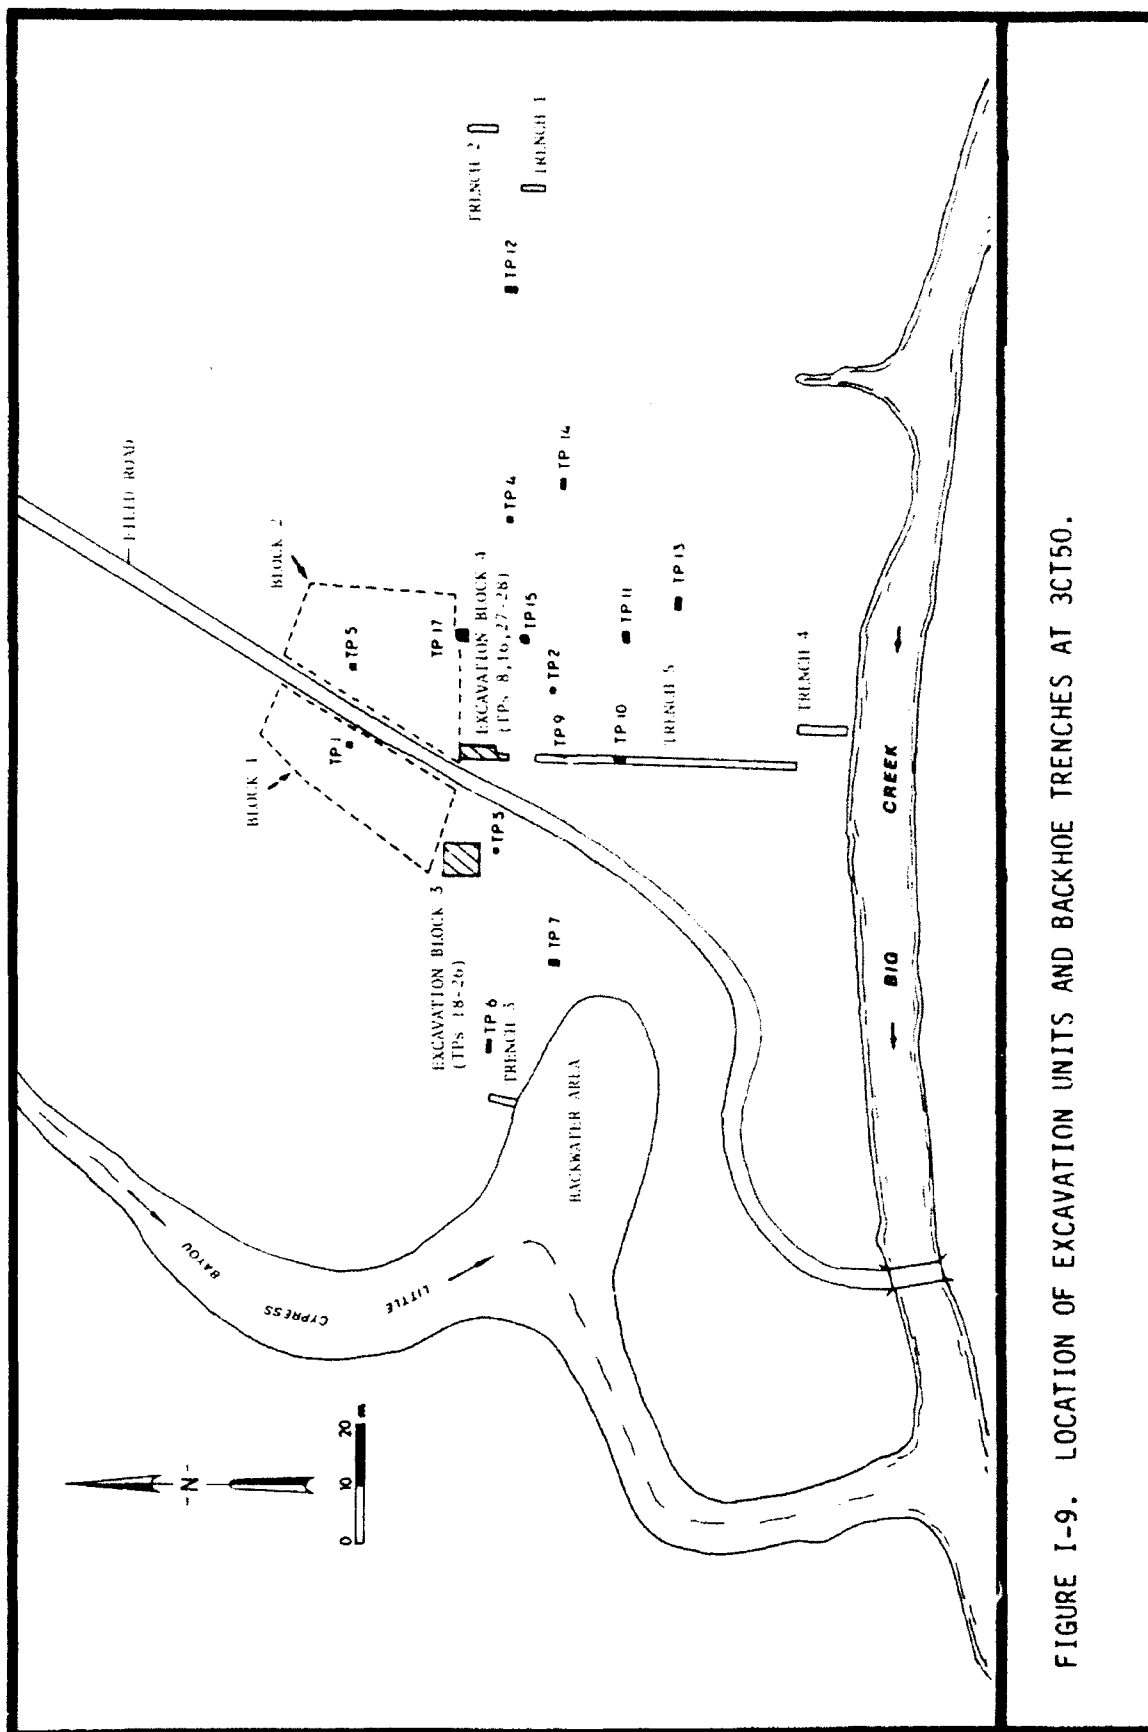 FIELD ROAD
BLOCK 2
BLOCK 1
TP 1
TP 5
TP 17
TRENCH 2
TRENCH 1
TP 12
EXCAVATION BLOCK 3
(TPs 18-26)
TP 3
EXCAVATION BLOCK 4
(TPs 8,16,27-28)
TP 4
TP 15
TP 14
TP 2
TP 9
TP 11
TP 10
TP 13
TRENCH 5
TRENCH 4
TP 7
TP 6
TRENCH 3
BACKWATER AREA
LITTLE CYPRESS BAYOU
BIG CREEK
-N-
0 10 20 m
FIGURE 1-9. LOCATION OF EXCAVATION UNITS AND BACKHOE TRENCHES AT 3CT50.